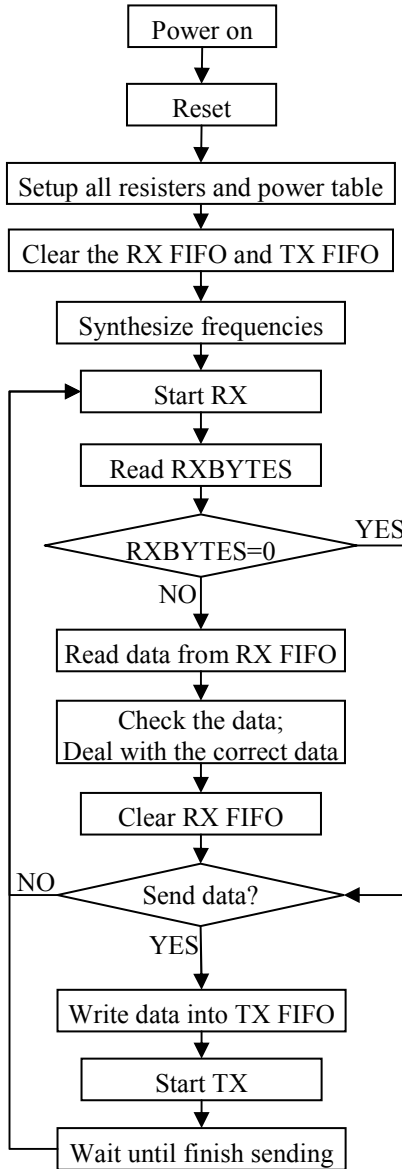 Power on
Reset
Setup all resisters and power table
Clear the RX FIFO and TX FIFO
Synthesize frequencies
Start RX
Read RXBYTES
YES
RXBYTES=0
NO
Read data from RX FIFO
Check the data;
Deal with the correct data
Clear RX FIFO
NO
Send data?
YES
Write data into TX FIFO
Start TX
Wait until finish sending